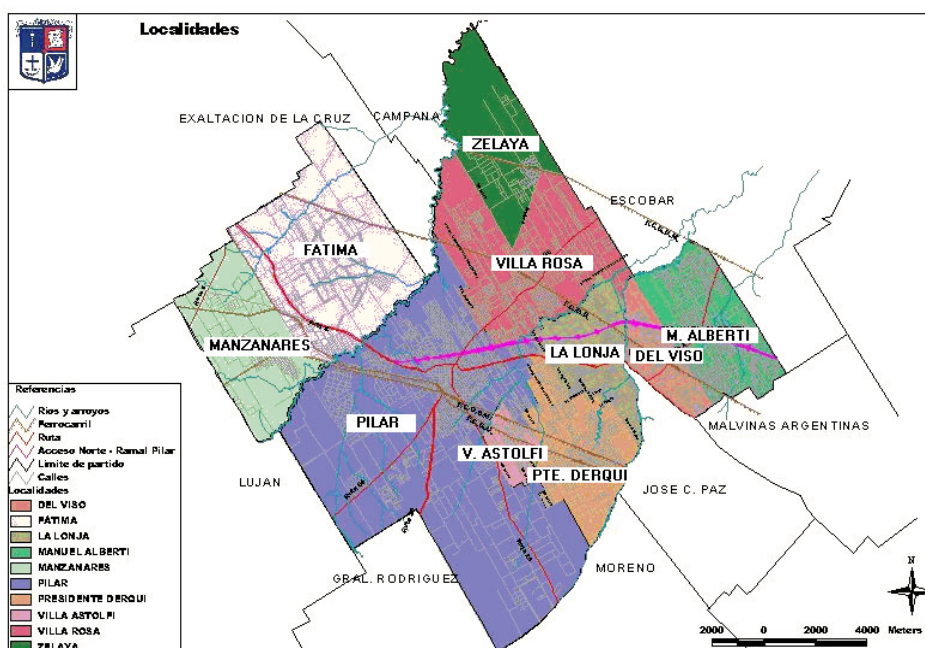 Localidades
EXALTACION DE LA CRUZ
CAMPANA
ZELAYA
ESCOBAR
F.C.G.B.M.
FATIMA
VILLA ROSA
MANZANARES
M. ALBERTI
LA LONJA
DEL VISO
PILAR
V. ASTOLFI
PTE. DERQUI
MALVINAS ARGENTINAS
LUJAN
JOSE C. PAZ
GRAL. RODRIGUEZ
MORENO
Referencias
Rios y arroyos
Ferrocarril
Ruta
Acceso Norte - Ramal Pilar
Limite de partido
Calles
Localidades
DEL VISO
FATIMA
LA LONJA
MANUEL ALBERTI
MANZANARES
PILAR
PRESIDENTE DERQUI
VILLA ASTOLFI
VILLA ROSA
ZELAYA
N
2000 0 2000 4000 Meters